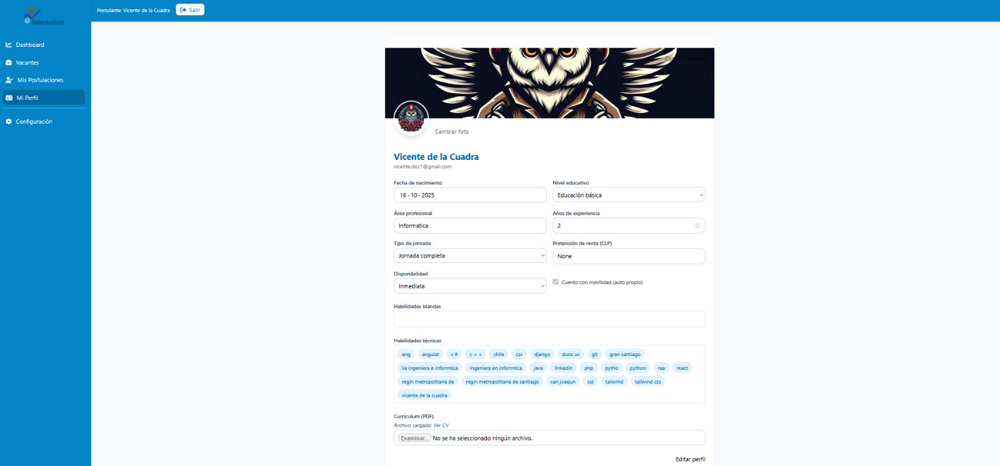 Selectorium
Postulante: Vicente de la Cuadra
Salir
Dashboard
Vacantes
Mis Postulaciones
Mi Perfil
Configuración
Cambiar foto
Vicente de la Cuadra
vicente.dlcc1@gmail.com
Fecha de nacimiento
16 - 10 - 2025
Nivel educativo
Educación básica
Área profesional
Informatica
Años de experiencia
2
Tipo de jornada
Jornada completa
Pretensión de renta (CLP)
None
Disponibilidad
Inmediata
Cuento con movilidad (auto propio)
Habilidades blandas
Habilidades técnicas
ang angular c # c + + chile css django duoc uc git gran santiago
iia ingeniera e informtica ingeniera en informtica java linkedin php pytho python rea react
regin metropolitana de regin metropolitana de santiago san joaqun sql tailwind tailwind css
vicente de la cuadra
Currículum (PDF)
Archivo cargado: Ver CV
Examinar... No se ha seleccionado ningún archivo.
Editar perfil